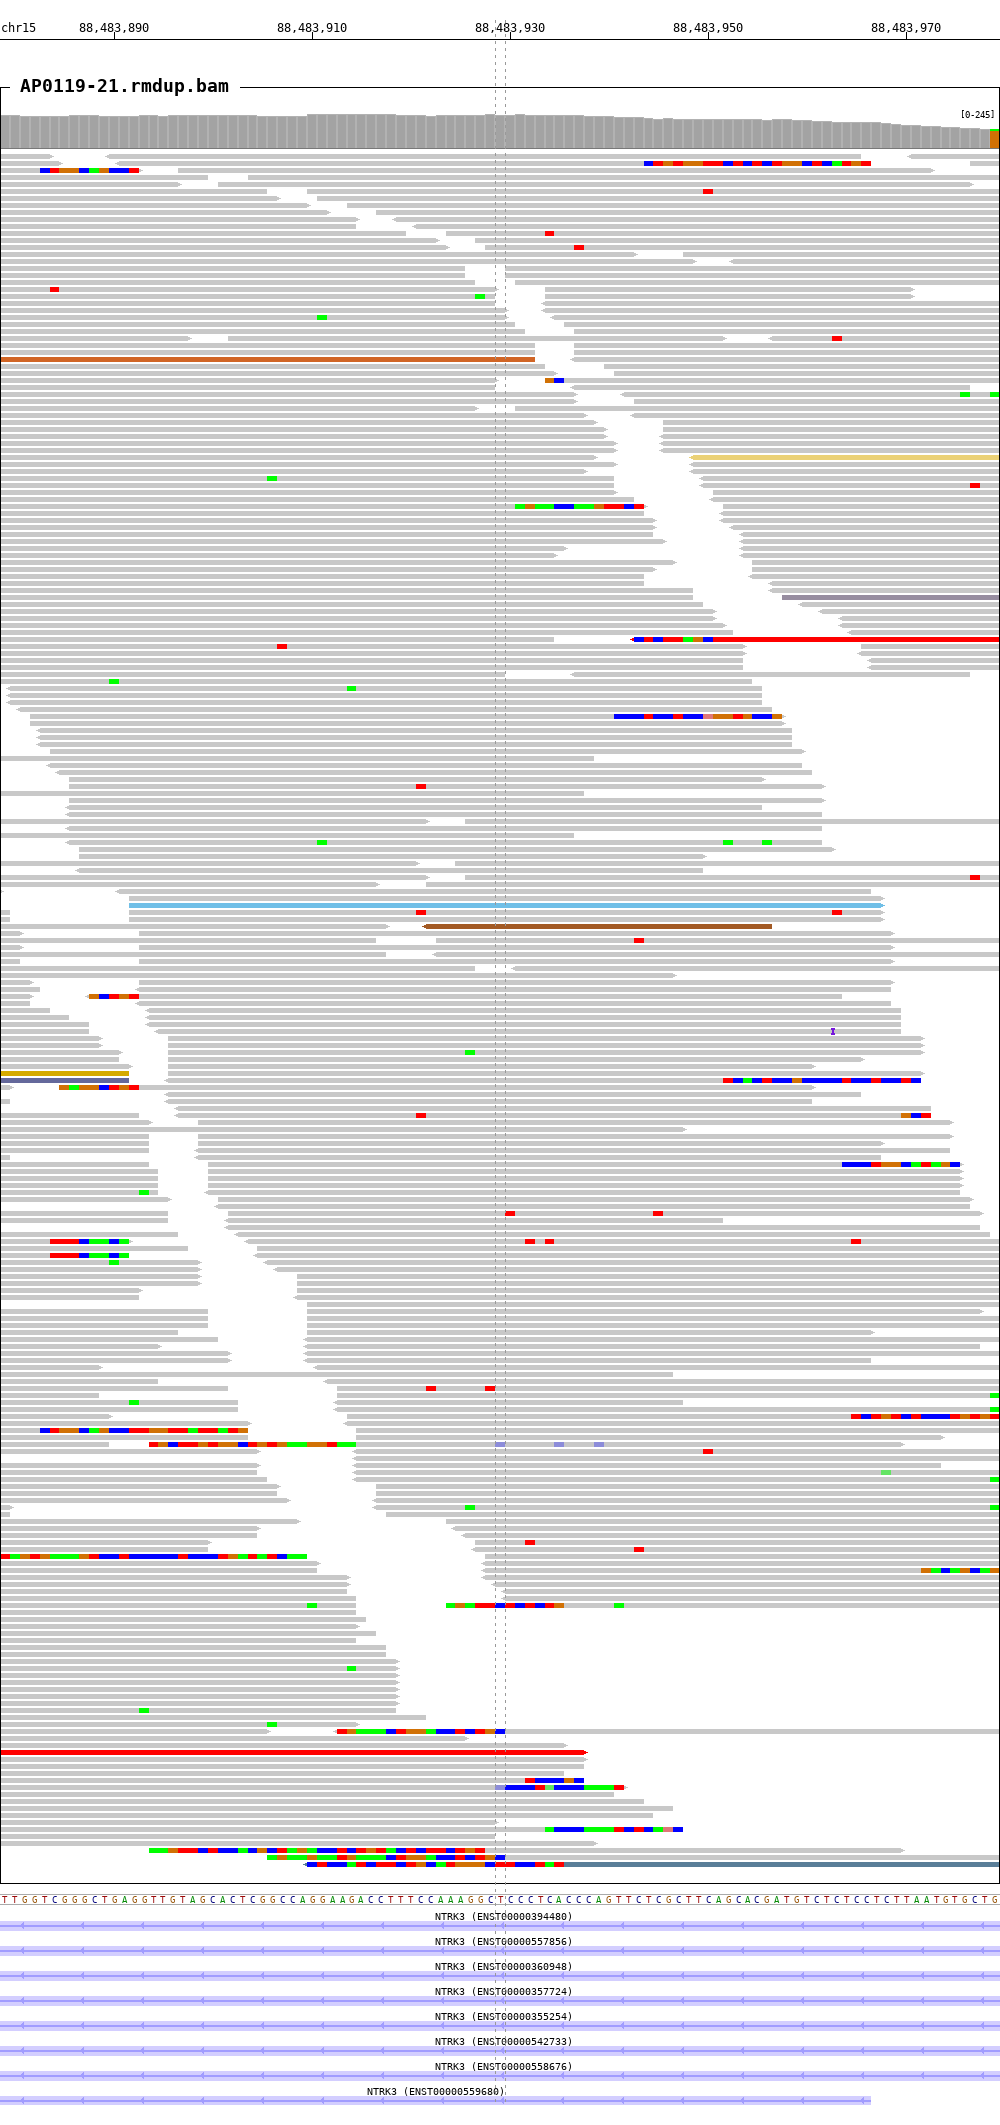 chr15 88,483,890 88,483,910 88,483,930 88,483,950 88,483,970
AP0119-21.rmdup.bam
[0-245]
TTGGTCGGGCTGAGGTTGTAGCACTCGGCCAGGAAGACCTTTCCAAAGGCTCCCTCACCCAGTTCTCGCTTCAGCACGATGTCTCTCCTCTTAATGTGCTG
NTRK3 (ENST00000394480)
NTRK3 (ENST00000557856)
NTRK3 (ENST00000360948)
NTRK3 (ENST00000357724)
NTRK3 (ENST00000355254)
NTRK3 (ENST00000542733)
NTRK3 (ENST00000558676)
NTRK3 (ENST00000559680)